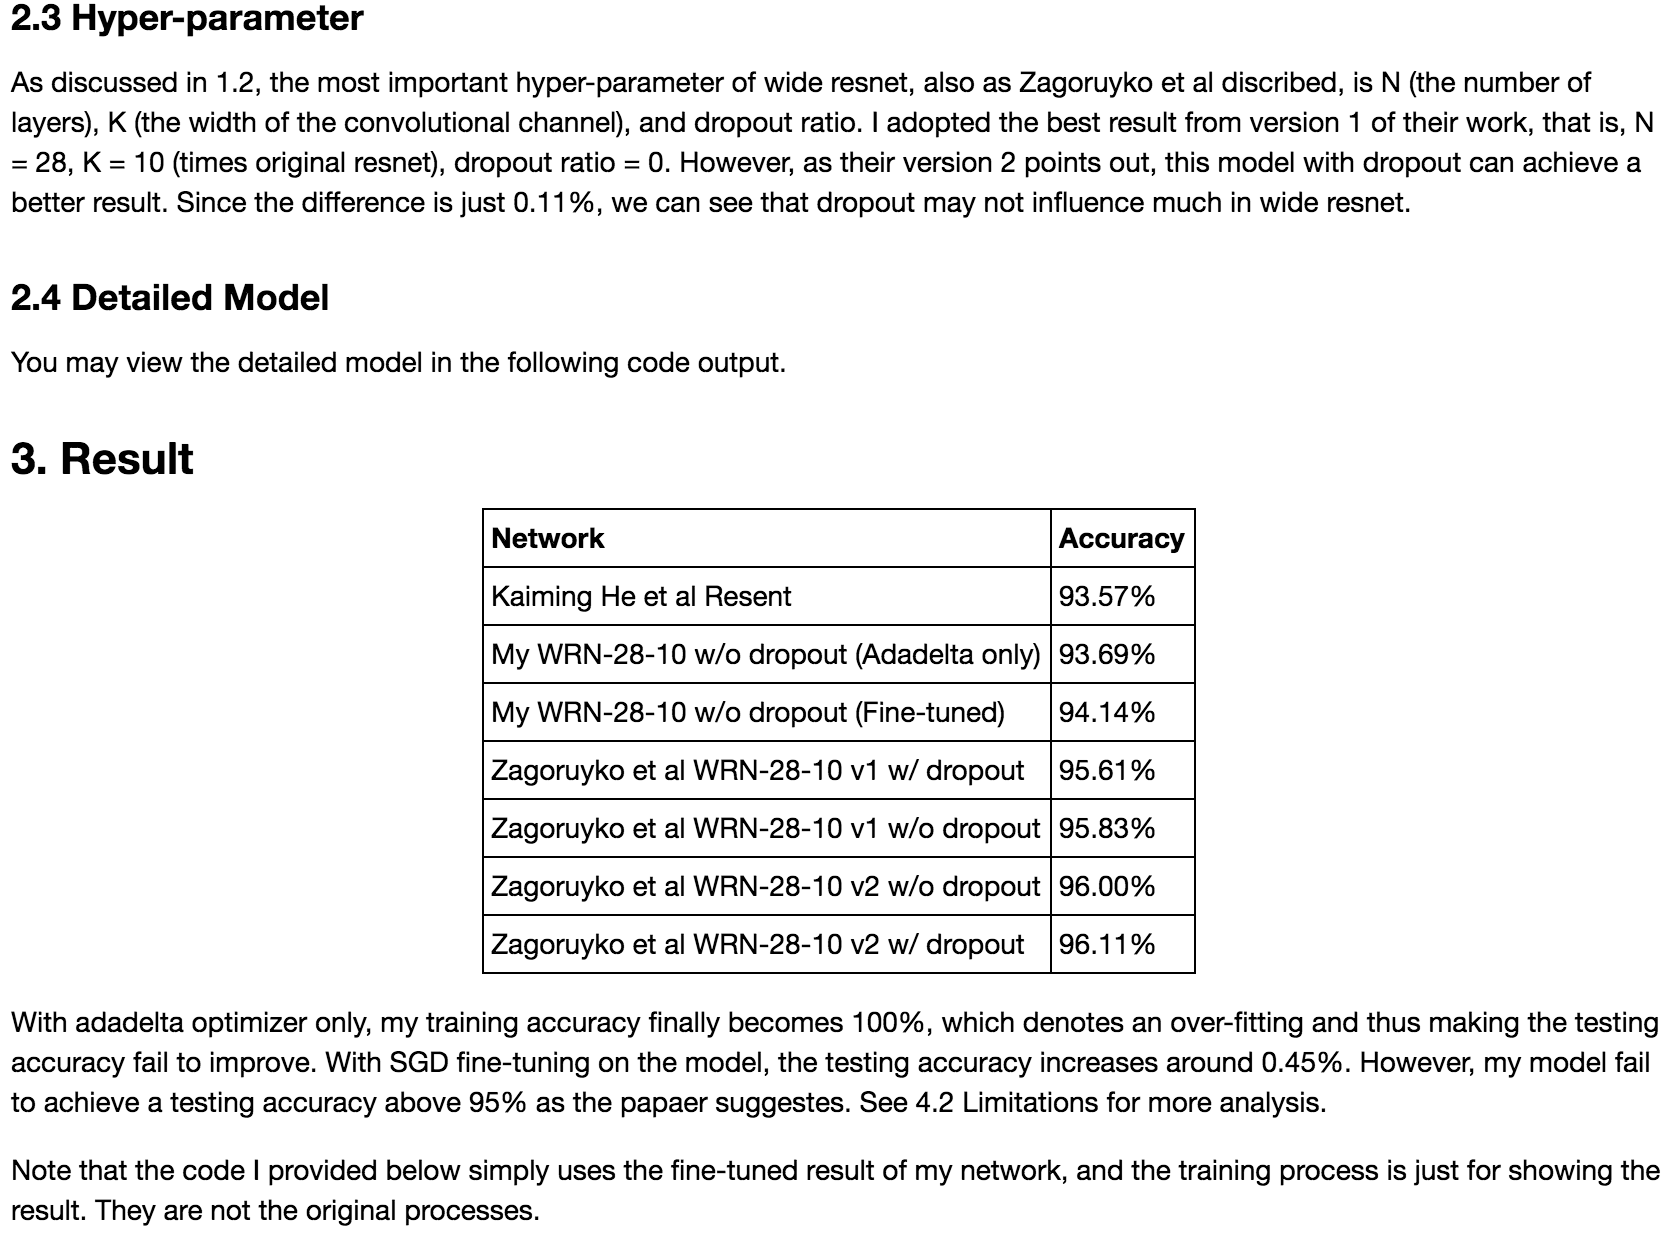 2.3 Hyper-parameter
As discussed in 1.2, the most important hyper-parameter of wide resnet, also as Zagoruyko et al discribed, is N (the number of
layers), K (the width of the convolutional channel), and dropout ratio. I adopted the best result from version 1 of their work, that is, N
= 28, K = 10 (times original resnet), dropout ratio = 0. However, as their version 2 points out, this model with dropout can achieve a
better result. Since the difference is just 0.11%, we can see that dropout may not influence much in wide resnet.
2.4 Detailed Model
You may view the detailed model in the following code output.
3. Result
Network Accuracy
Kaiming He et al Resent 93.57%
My WRN-28-10 w/o dropout (Adadelta only) 93.69%
My WRN-28-10 w/o dropout (Fine-tuned) 94.14%
Zagoruyko et al WRN-28-10 v1 w/ dropout 95.61%
Zagoruyko et al WRN-28-10 v1 w/o dropout 95.83%
Zagoruyko et al WRN-28-10 v2 w/o dropout 96.00%
Zagoruyko et al WRN-28-10 v2 w/ dropout 96.11%
With adadelta optimizer only, my training accuracy finally becomes 100%, which denotes an over-fitting and thus making the testing
accuracy fail to improve. With SGD fine-tuning on the model, the testing accuracy increases around 0.45%. However, my model fail
to achieve a testing accuracy above 95% as the papaer suggestes. See 4.2 Limitations for more analysis.
Note that the code I provided below simply uses the fine-tuned result of my network, and the training process is just for showing the
result. They are not the original processes.